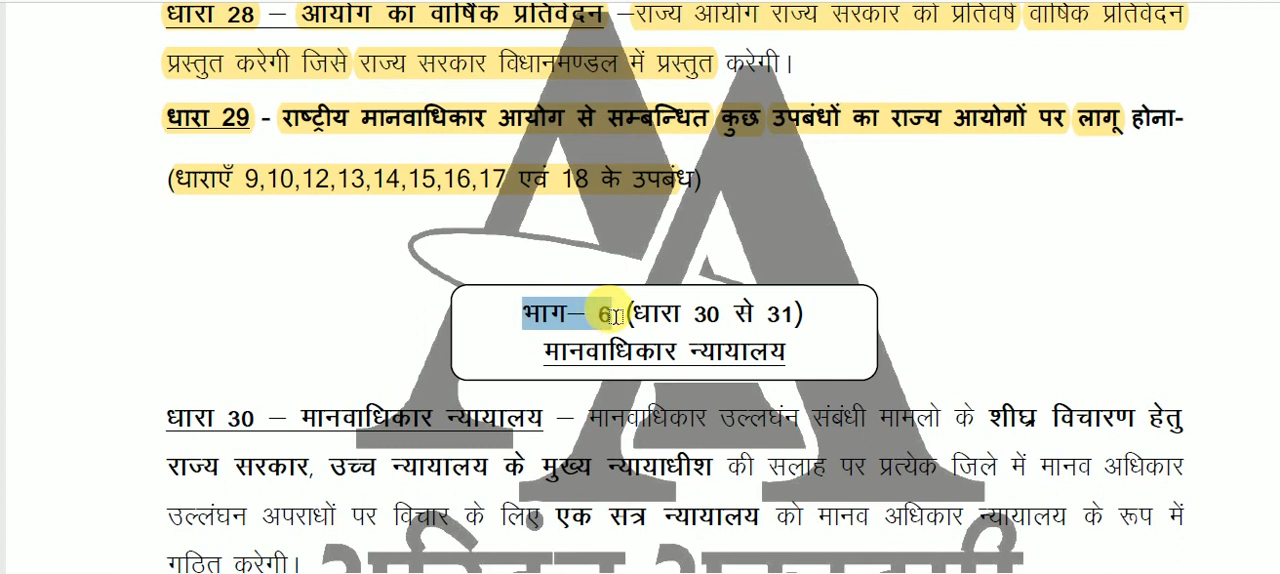 धारा 28 – आयोग का वार्षिक प्रतिवेदन –राज्य आयोग राज्य सरकार को प्रतिवर्ष वार्षिक प्रतिवेदन
प्रस्तुत करेगी जिसे राज्य सरकार विधानमण्डल में प्रस्तुत करेगी।
धारा 29 - राष्ट्रीय मानवाधिकार आयोग से सम्बन्धित कुछ उपबंधों का राज्य आयोगों पर लागू होना-
(धाराएँ 9,10,12,13,14,15,16,17 एवं 18 के उपबंध)
भाग– 6 (धारा 30 से 31)
मानवाधिकार न्यायालय
धारा 30 – मानवाधिकार न्यायालय – मानवाधिकार उल्लघंन संबंधी मामलो के शीघ्र विचारण हेतु
राज्य सरकार, उच्च न्यायालय के मुख्य न्यायाधीश की सलाह पर प्रत्येक जिले में मानव अधिकार
उल्लंघन अपराधों पर विचार के लिए एक सत्र न्यायालय को मानव अधिकार न्यायालय के रूप में
गठित करेगी।